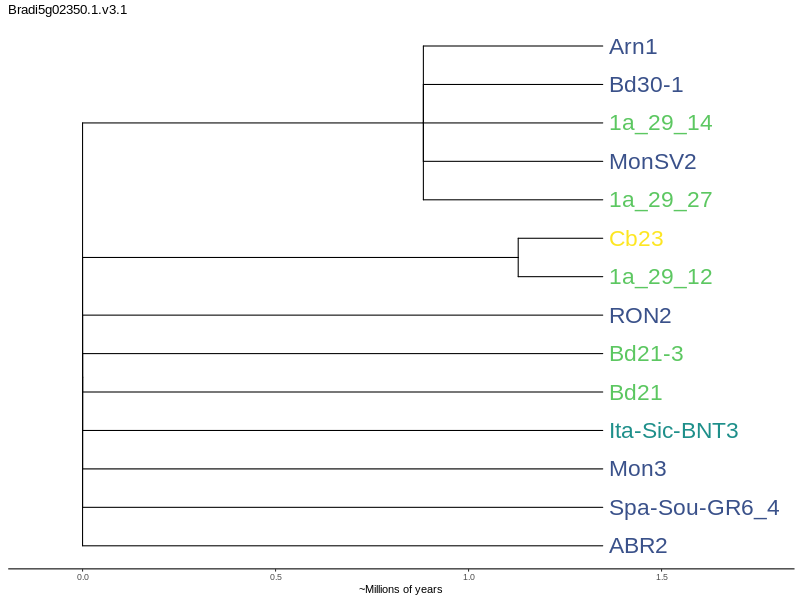 Bradi5g02350.1.v3.1
Arn1
Bd30-1
1a_29_14
MonSV2
1a_29_27
Cb23
1a_29_12
RON2
Bd21-3
Bd21
Ita-Sic-BNT3
Mon3
Spa-Sou-GR6_4
ABR2
0.0 0.5 1.0 1.5
~Millions of years